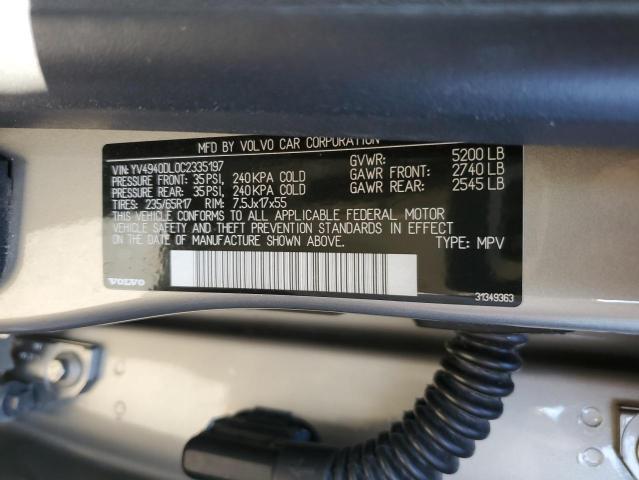 MFD BY VOLVO CAR CORPORATION
VIN: YV4940DL0C2335197
PRESSURE FRONT: 35 PSI, 240 KPA COLD
PRESSURE REAR: 35 PSI, 240 KPA COLD
TIRES: 235/65R17 RIM: 7.5Jx17x55
GVWR: 5200 LB
GAWR FRONT: 2740 LB
GAWR REAR: 2545 LB
THIS VEHICLE CONFORMS TO ALL APPLICABLE FEDERAL MOTOR
VEHICLE SAFETY AND THEFT PREVENTION STANDARDS IN EFFECT
ON DATE OF MANUFACTURE SHOWN ABOVE.
TYPE: MPV
VOLVO
31349363